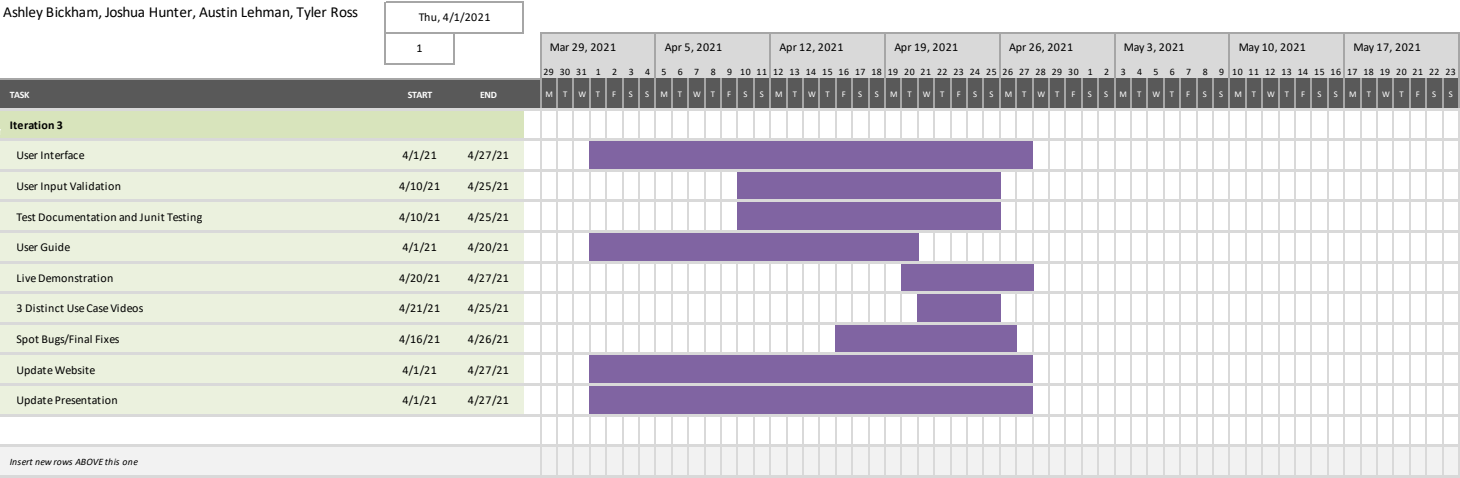 Ashley Bickham, Joshua Hunter, Austin Lehman, Tyler Ross
Thu, 4/1/2021
1
Mar 29, 2021 Apr 5, 2021 Apr 12, 2021 Apr 19, 2021 Apr 26, 2021 May 3, 2021 May 10, 2021 May 17, 2021
29 30 31 1 2 3 4 5 6 7 8 9 10 11 12 13 14 15 16 17 18 19 20 21 22 23 24 25 26 27 28 29 30 1 2 3 4 5 6 7 8 9 10 11 12 13 14 15 16 17 18 19 20 21 22 23
TASK START END M T W T F S S M T W T F S S M T W T F S S M T W T F S S M T W T F S S M T W T F S S M T W T F S S M T W T F S S
Iteration 3
User Interface 4/1/21 4/27/21
User Input Validation 4/10/21 4/25/21
Test Documentation and Junit Testing 4/10/21 4/25/21
User Guide 4/1/21 4/20/21
Live Demonstration 4/20/21 4/27/21
3 Distinct Use Case Videos 4/21/21 4/25/21
Spot Bugs/Final Fixes 4/16/21 4/26/21
Update Website 4/1/21 4/27/21
Update Presentation 4/1/21 4/27/21
Insert new rows ABOVE this one